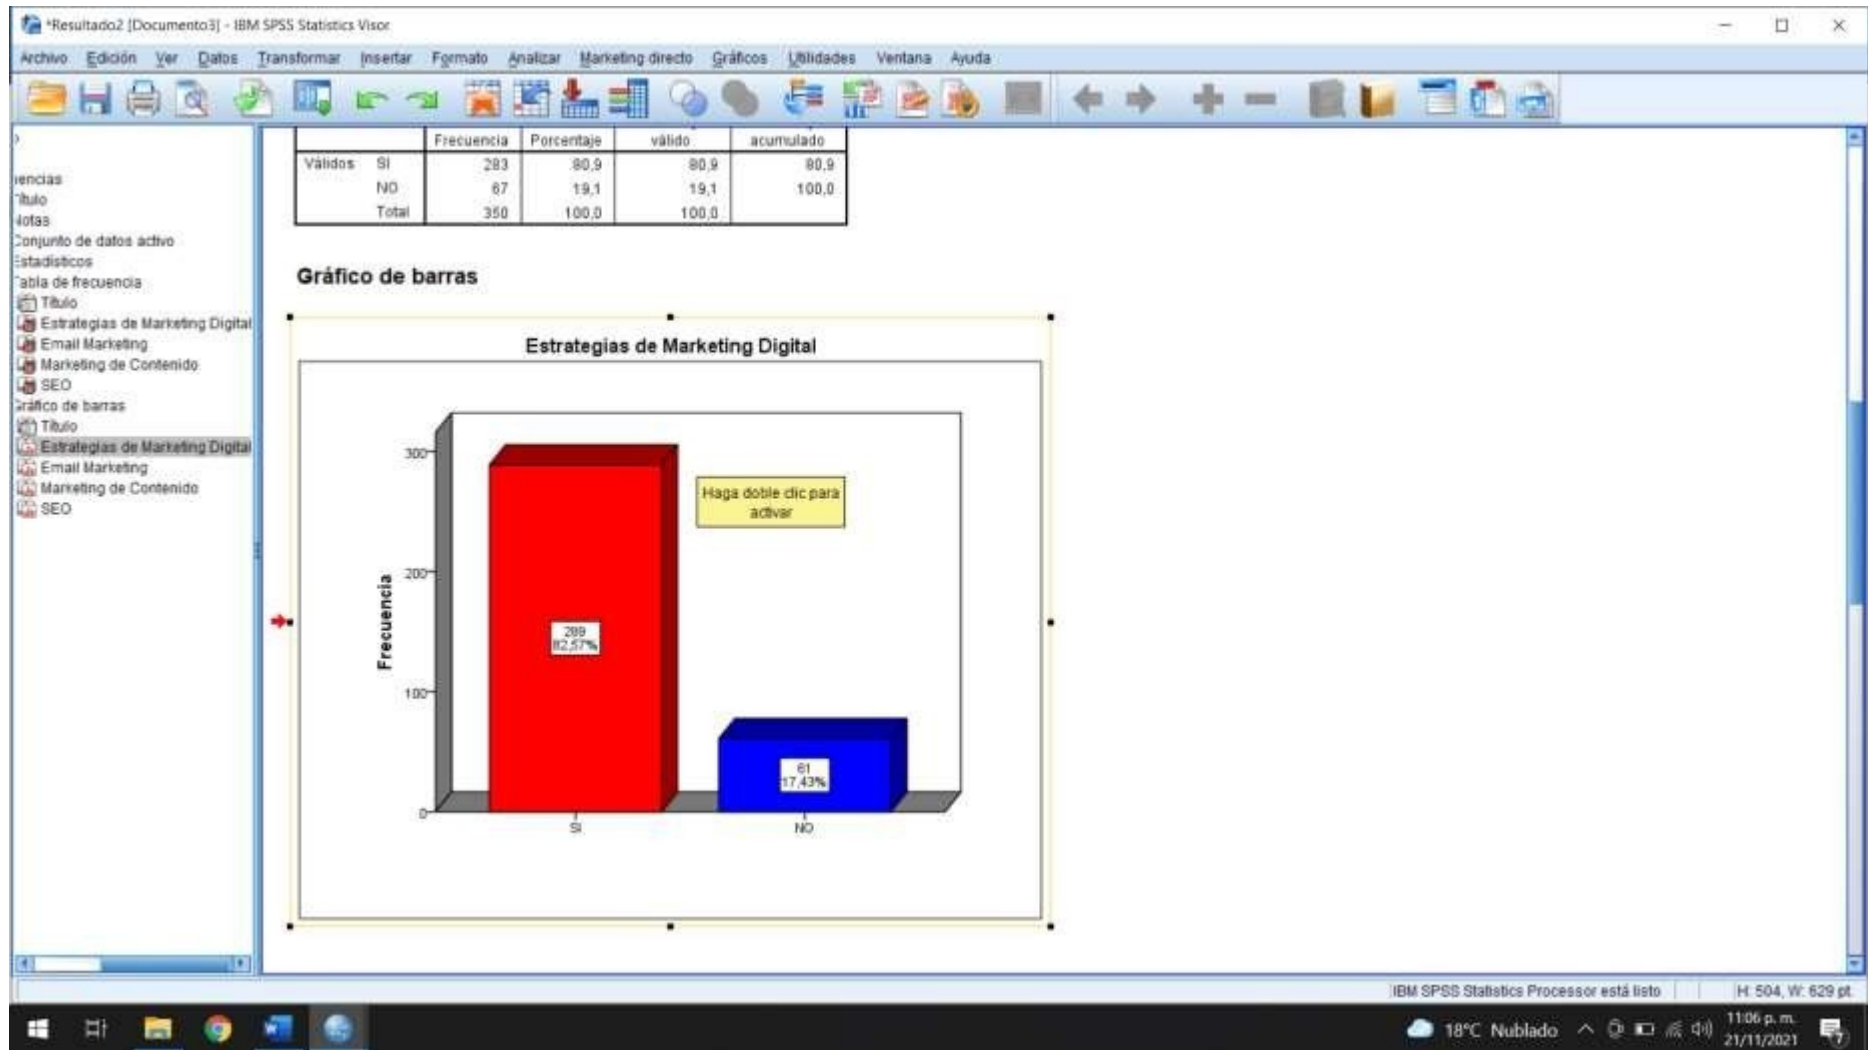 *Resultado2 [Documento3] - IBM SPSS Statistics Visor
Archivo Edición Ver Datos Transformar Insertar Formato Analizar Marketing directo Gráficos Utilidades Ventana Ayuda
Título
Notas
Conjunto de datos activo
Estadísticos
Tabla de frecuencia
Título
Estrategias de Marketing Digital
Email Marketing
Marketing de Contenido
SEO
Gráfico de barras
Título
Estrategias de Marketing Digital
Email Marketing
Marketing de Contenido
SEO
Frecuencia Porcentaje válido acumulado
Válidos SI 283 80,9 80,9 80,9
NO 67 19,1 19,1 100,0
Total 350 100,0 100,0
Gráfico de barras
Estrategias de Marketing Digital
Frecuencia
300
200
100
0
Haga doble clic para
activar
289
82,57%
61
17,43%
SI NO
IBM SPSS Statistics Processor está listo H: 504, W: 629 pt.
18°C Nublado
11:06 p. m.
21/11/2021
7